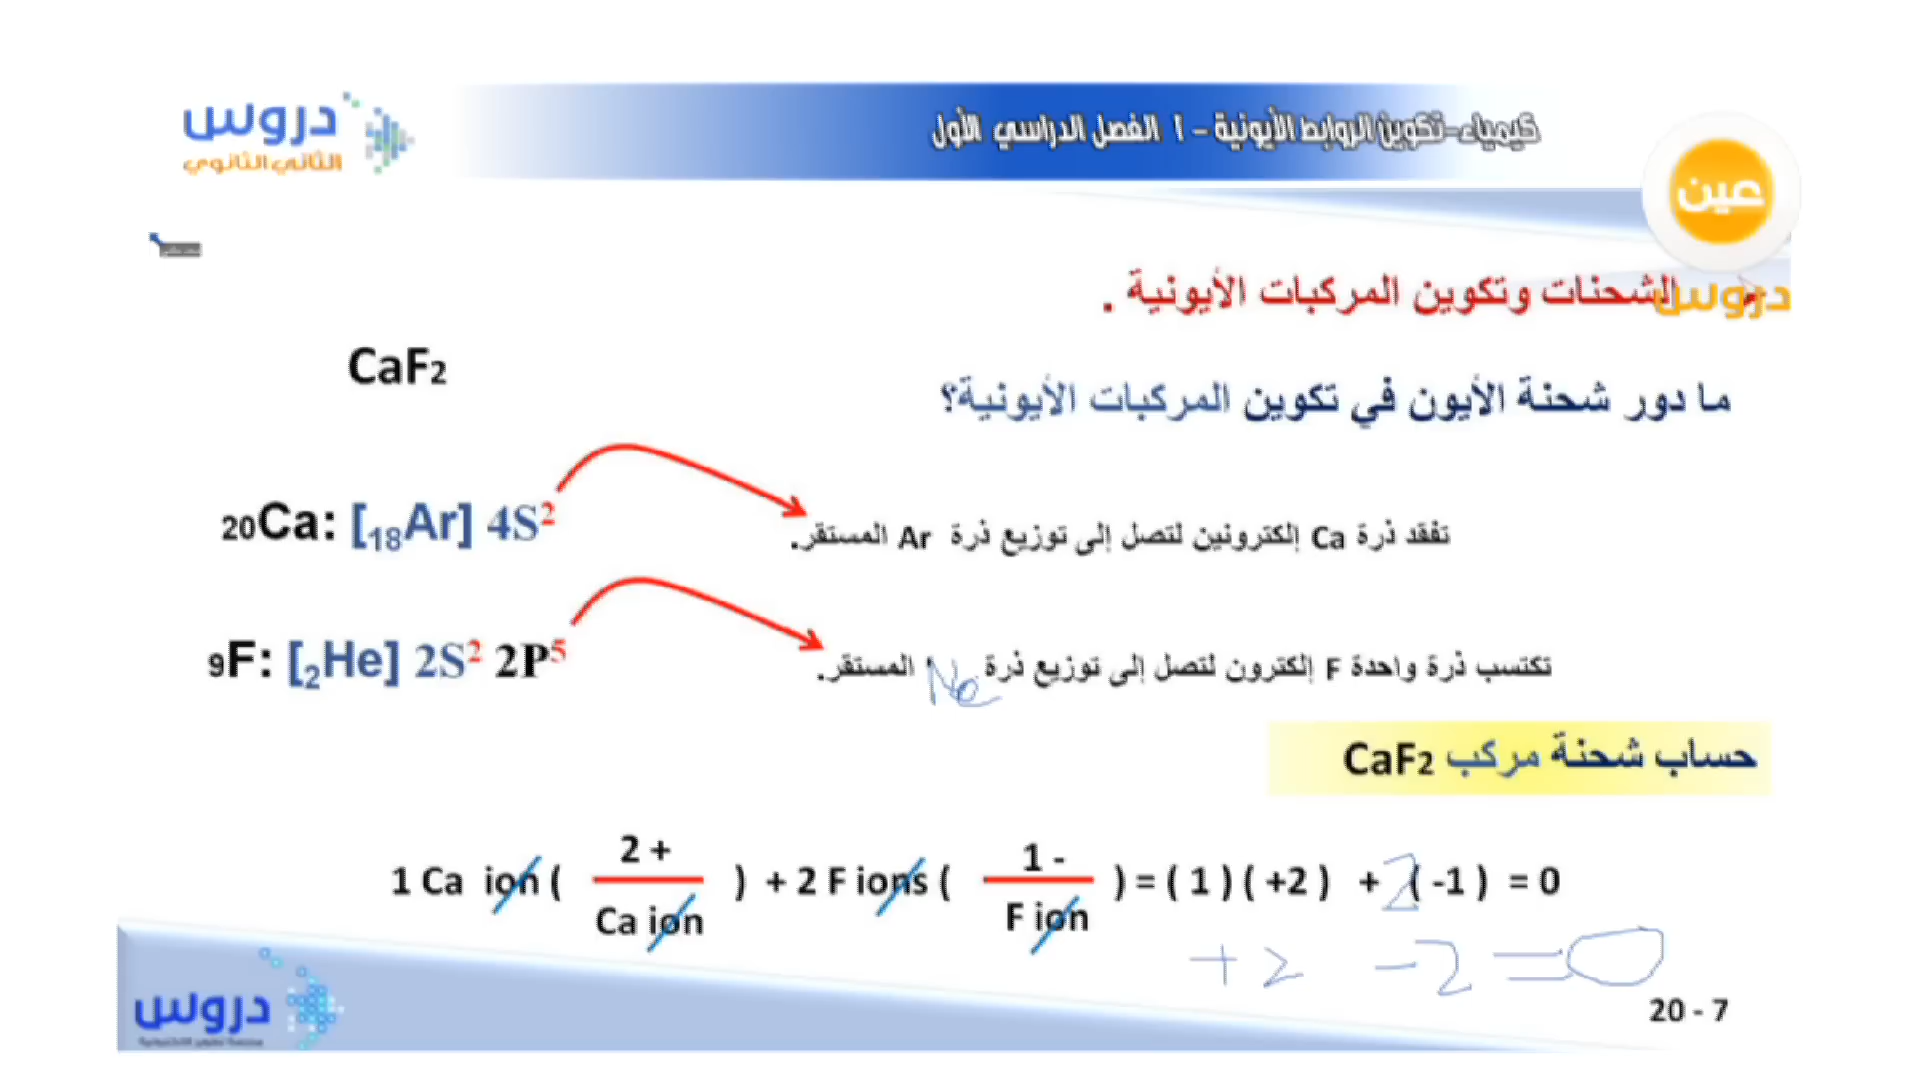 دروس
الثاني الثانوي
كيمياء-تكوين الروابط الأيونية - ١ الفصل الدراسي الأول
عين
دروس
الشحنات وتكوين المركبات الأيونية .
CaF2
ما دور شحنة الأيون في تكوين المركبات الأيونية؟
20Ca: [18Ar] 4S2
تفقد ذرة Ca إلكترونين لتصل إلى توزيع ذرة Ar المستقر.
9F: [2He] 2S2 2P5
تكتسب ذرة واحدة F إلكترون لتصل إلى توزيع ذرة Ne المستقر.
حساب شحنة مركب CaF2
1 Ca ion ( 2 + / Ca ion ) + 2 F ions ( 1 - / F ion ) = ( 1 ) ( +2 ) + 2 ( -1 ) = 0
+2 -2 = 0
دروس
20 - 7